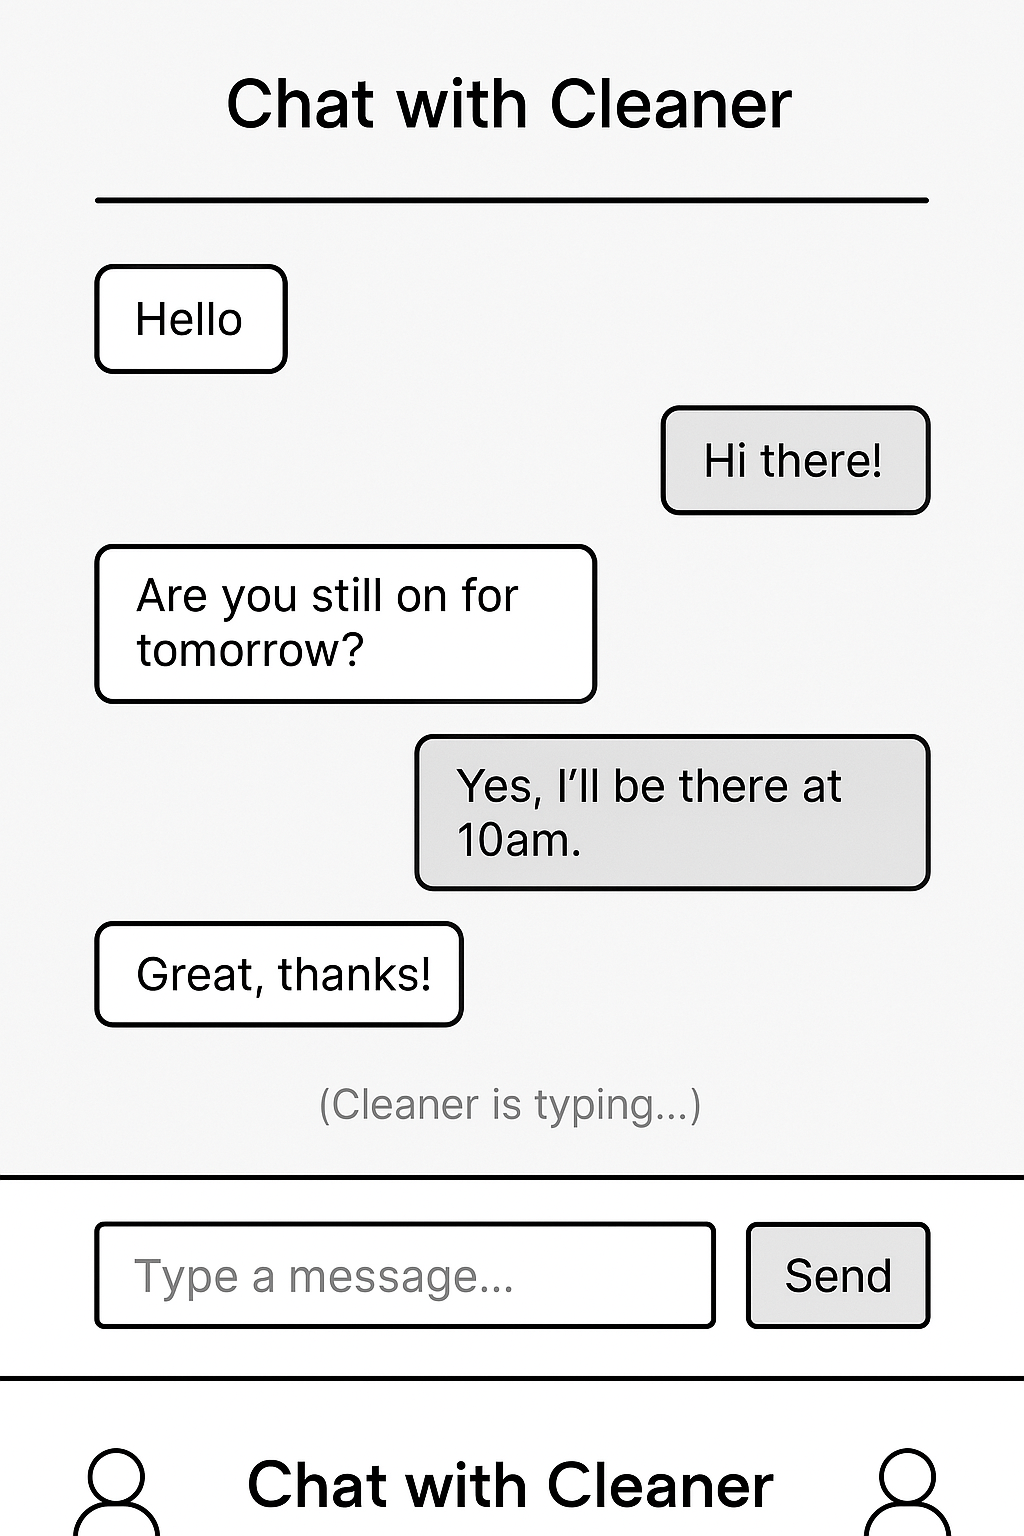 Chat with Cleaner
Hello
Hi there!
Are you still on for
tomorrow?
Yes, I’ll be there at
10am.
Great, thanks!
(Cleaner is typing...)
Type a message...
Send
Chat with Cleaner